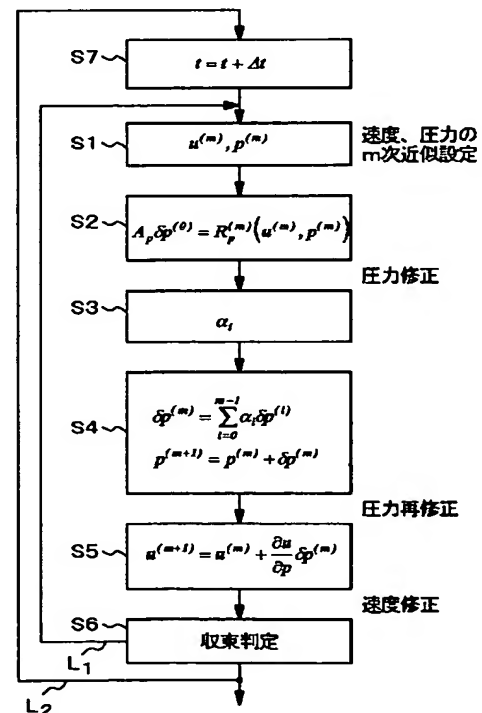 S7
t = t + Δt
S1
u^(m), p^(m)
速度、圧力の
m次近似設定
S2
A_p δp^(0) = R_p^(m)(u^(m), p^(m))
圧力修正
S3
α_i
S4
δp^(m) = Σ_{i=0}^{m-1} α_i δp^(i)
p^(m+1) = p^(m) + δp^(m)
圧力再修正
S5
u^(m+1) = u^(m) + ∂u/∂p δp^(m)
速度修正
S6
収束判定
L1
L2